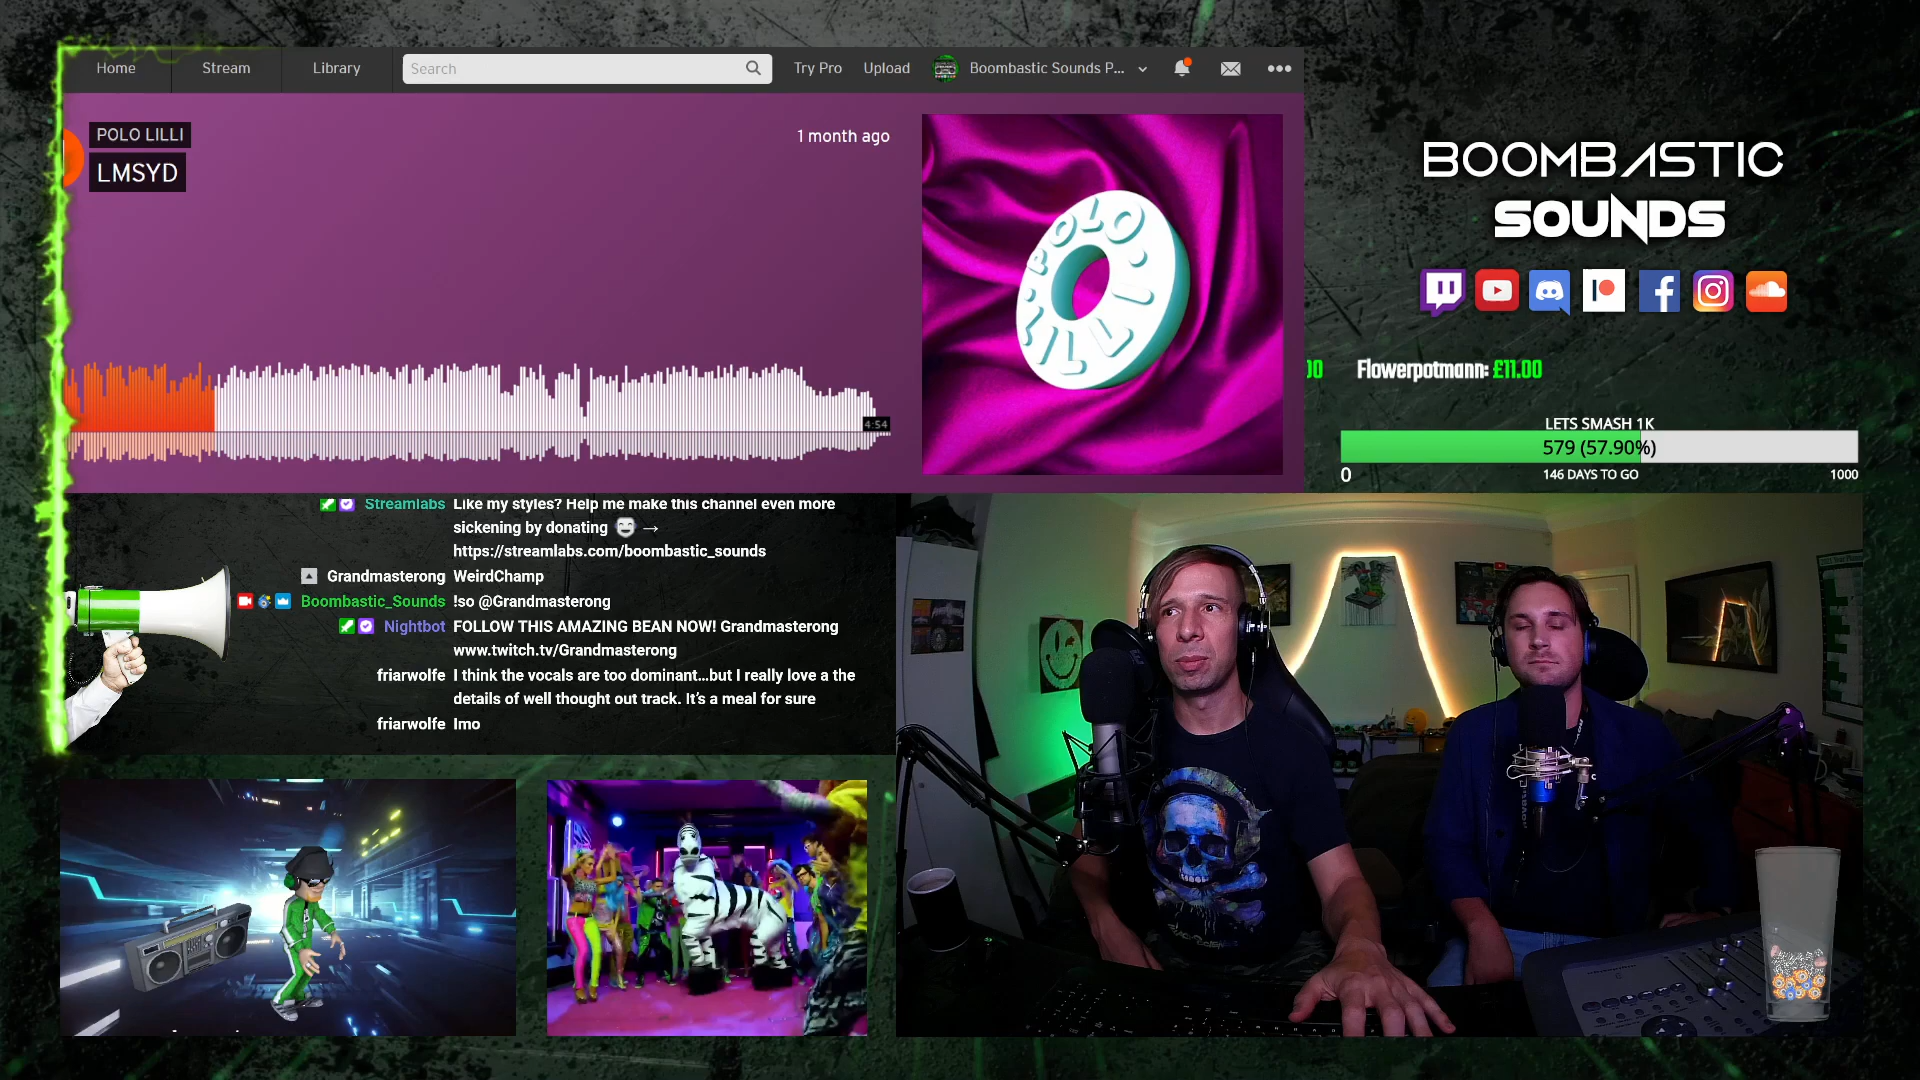 Home
Stream
Library
Search
Try Pro
Upload
Boombastic Sounds P...
POLO LILLI
LMSYD
1 month ago
4:54
POLO LILLI
BOOMBASTIC
SOUNDS
Flowerpotmann: £11.00
LETS SMASH 1K
579 (57.90%)
0
146 DAYS TO GO
1000
Streamlabs Like my styles? Help me make this channel even more
sickening by donating →
https://streamlabs.com/boombastic_sounds
Grandmasterong WeirdChamp
Boombastic_Sounds !so @Grandmasterong
Nightbot FOLLOW THIS AMAZING BEAN NOW! Grandmasterong
www.twitch.tv/Grandmasterong
friarwolfe I think the vocals are too dominant...but I really love a the
details of well thought out track. It's a meal for sure
friarwolfe Imo